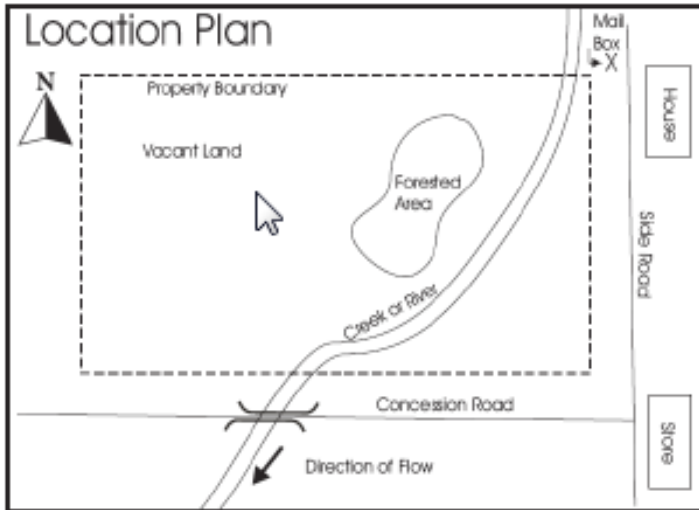 Location Plan
Mail
Box
X
N
Property Boundary
House
Vacant Land
Forested
Area
Side Road
Creek or River
Concession Road
Store
Direction of Flow